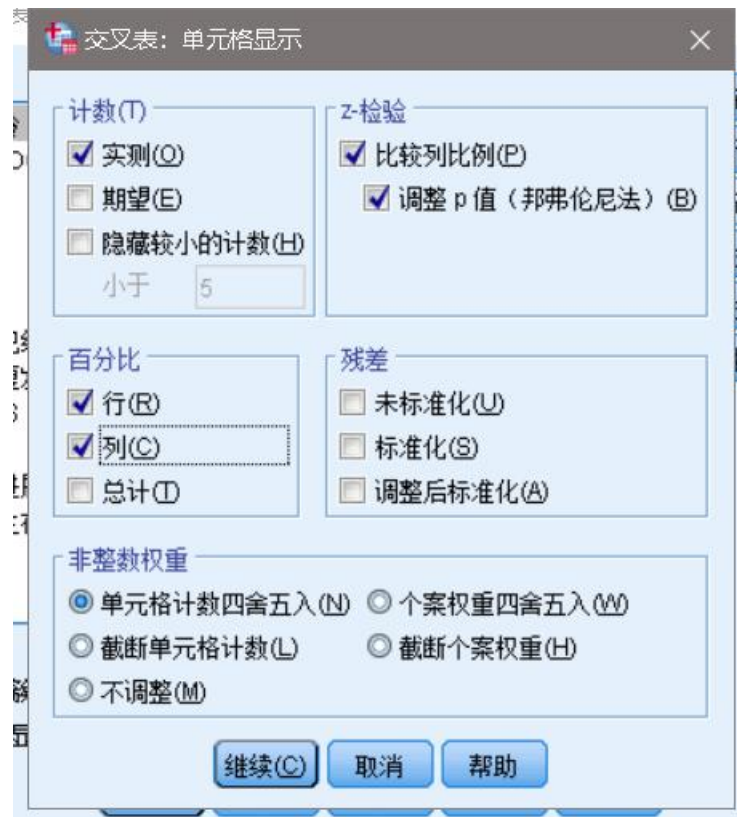 交叉表：单元格显示
计数(T)
实测(O)
期望(E)
隐藏较小的计数(H)
小于 5
z-检验
比较列比例(P)
调整 p 值（邦弗伦尼法）(B)
百分比
行(R)
列(C)
总计(T)
残差
未标准化(U)
标准化(S)
调整后标准化(A)
非整数权重
单元格计数四舍五入(N) 个案权重四舍五入(W)
截断单元格计数(L) 截断个案权重(H)
不调整(M)
继续(C) 取消 帮助